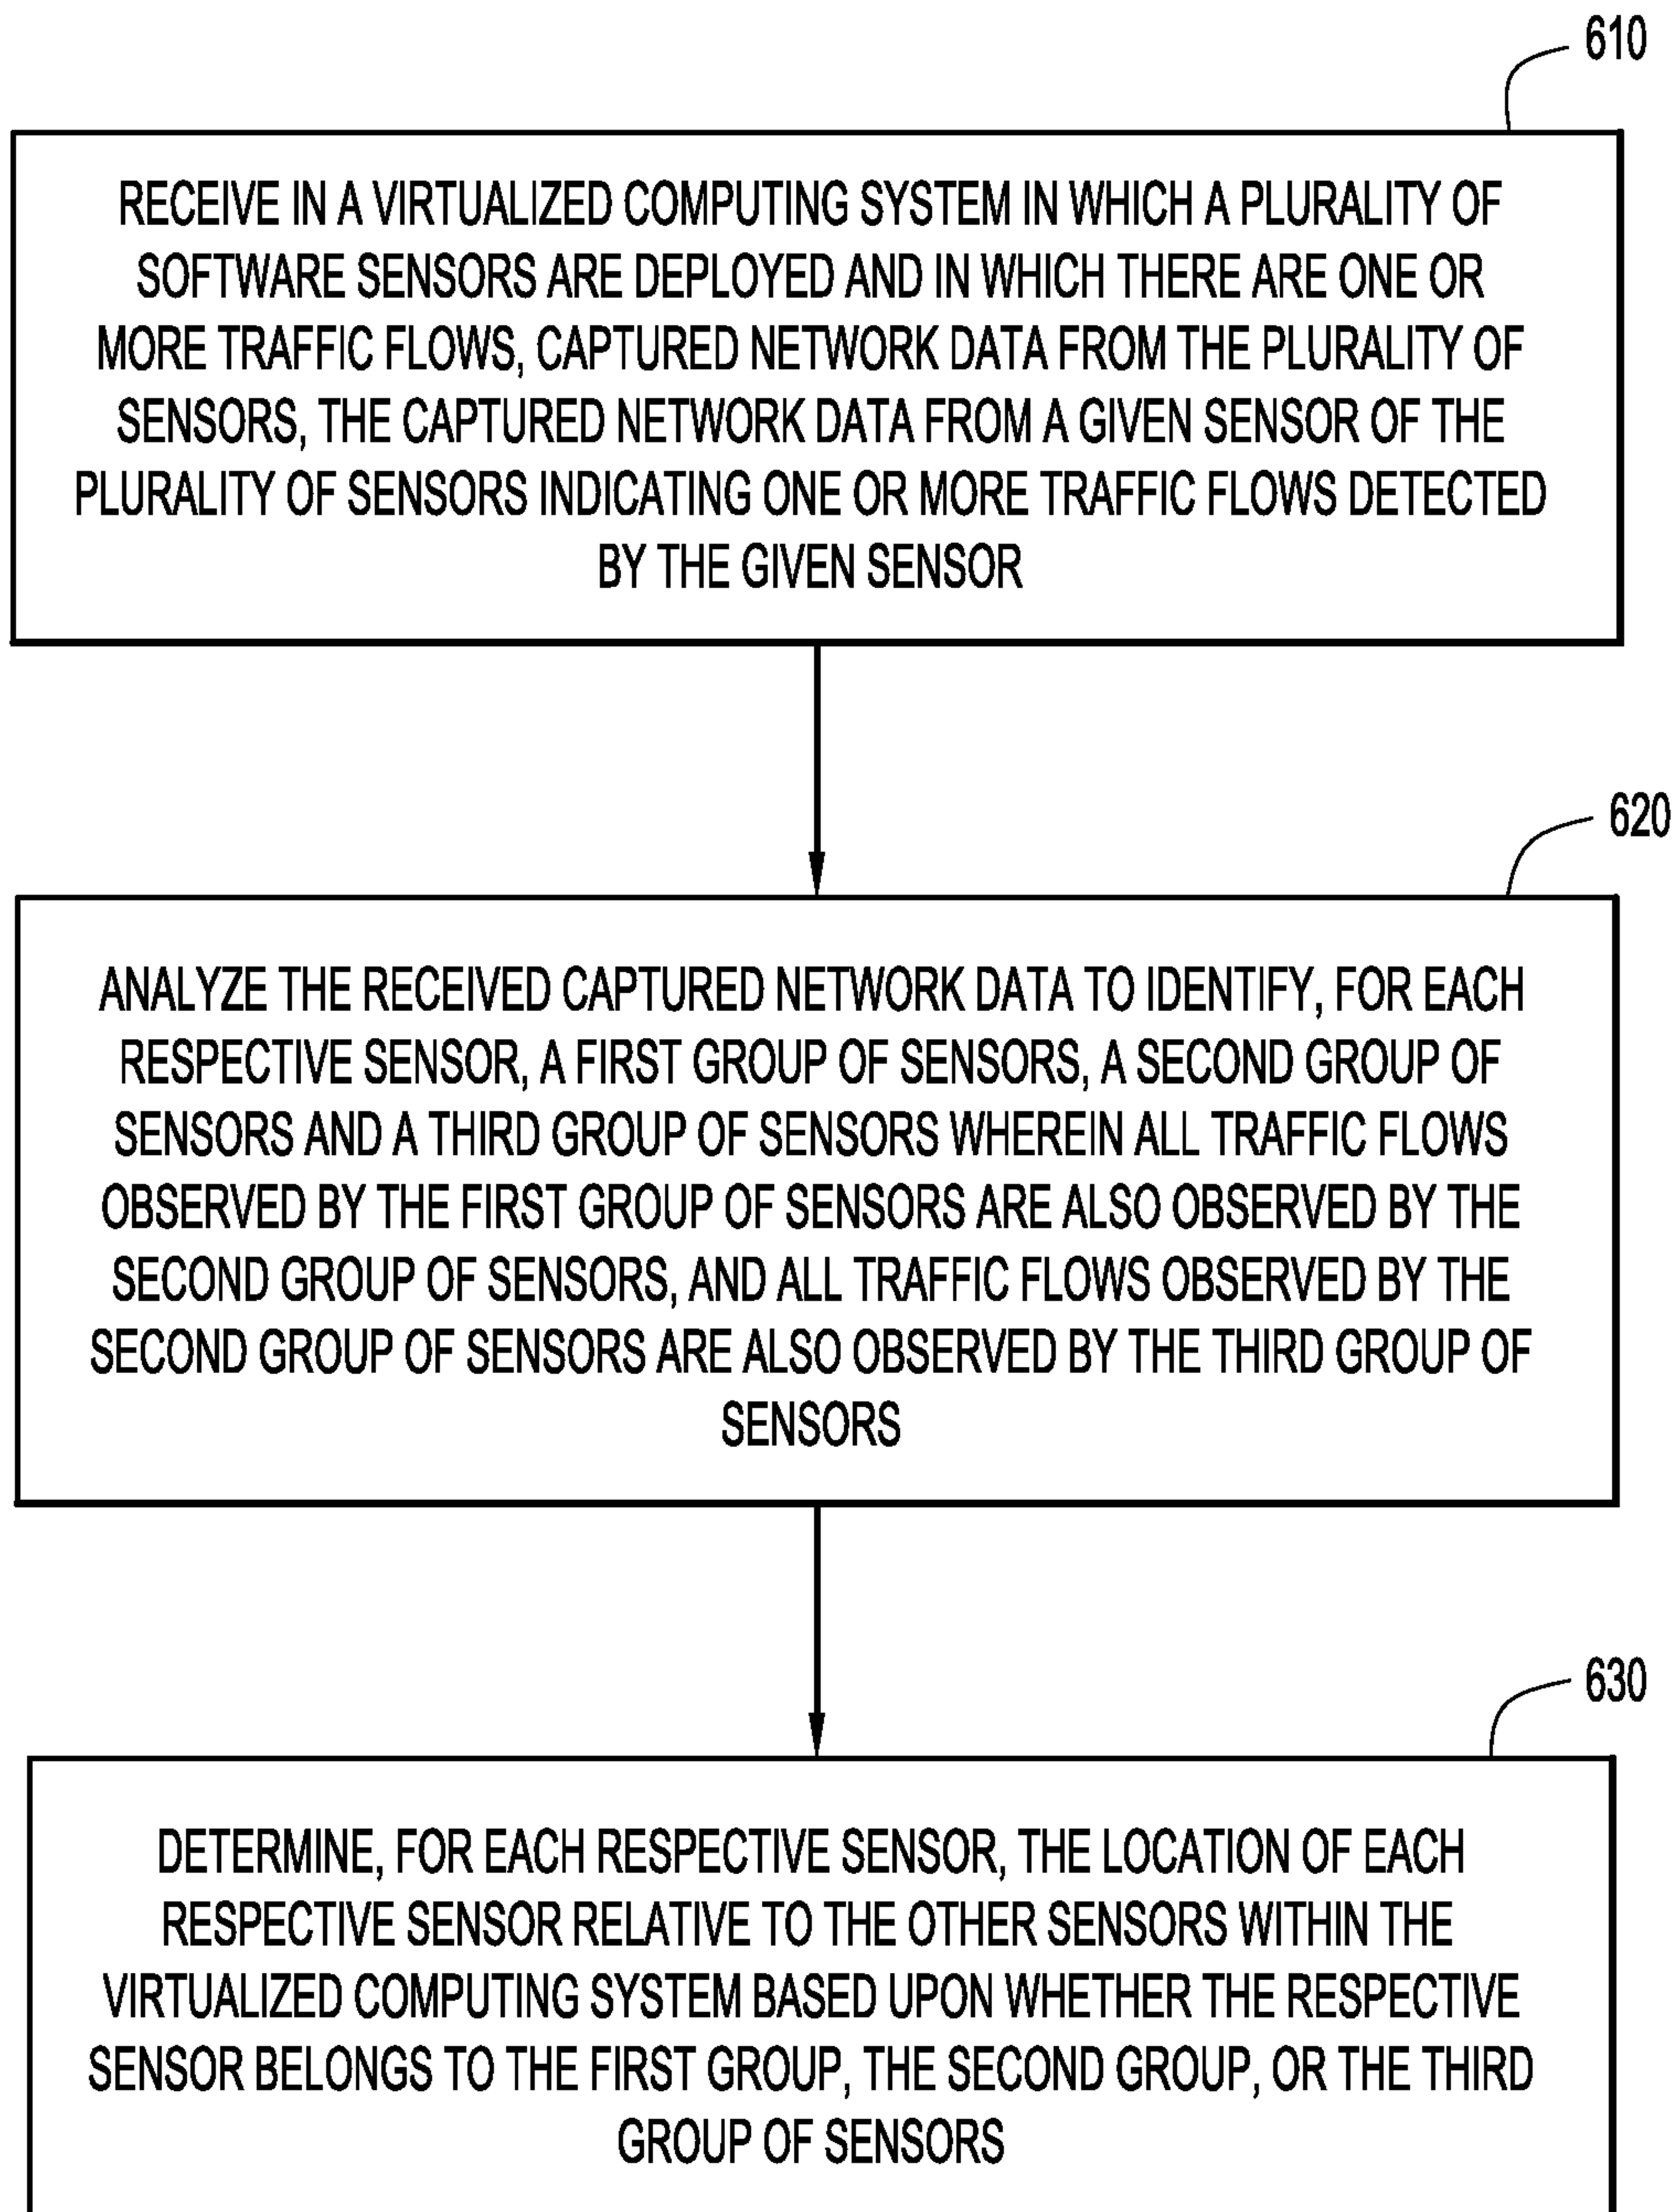 610
RECEIVE IN A VIRTUALIZED COMPUTING SYSTEM IN WHICH A PLURALITY OF
SOFTWARE SENSORS ARE DEPLOYED AND IN WHICH THERE ARE ONE OR
MORE TRAFFIC FLOWS, CAPTURED NETWORK DATA FROM THE PLURALITY OF
SENSORS, THE CAPTURED NETWORK DATA FROM A GIVEN SENSOR OF THE
PLURALITY OF SENSORS INDICATING ONE OR MORE TRAFFIC FLOWS DETECTED
BY THE GIVEN SENSOR
620
ANALYZE THE RECEIVED CAPTURED NETWORK DATA TO IDENTIFY, FOR EACH
RESPECTIVE SENSOR, A FIRST GROUP OF SENSORS, A SECOND GROUP OF
SENSORS AND A THIRD GROUP OF SENSORS WHEREIN ALL TRAFFIC FLOWS
OBSERVED BY THE FIRST GROUP OF SENSORS ARE ALSO OBSERVED BY THE
SECOND GROUP OF SENSORS, AND ALL TRAFFIC FLOWS OBSERVED BY THE
SECOND GROUP OF SENSORS ARE ALSO OBSERVED BY THE THIRD GROUP OF
SENSORS
630
DETERMINE, FOR EACH RESPECTIVE SENSOR, THE LOCATION OF EACH
RESPECTIVE SENSOR RELATIVE TO THE OTHER SENSORS WITHIN THE
VIRTUALIZED COMPUTING SYSTEM BASED UPON WHETHER THE RESPECTIVE
SENSOR BELONGS TO THE FIRST GROUP, THE SECOND GROUP, OR THE THIRD
GROUP OF SENSORS